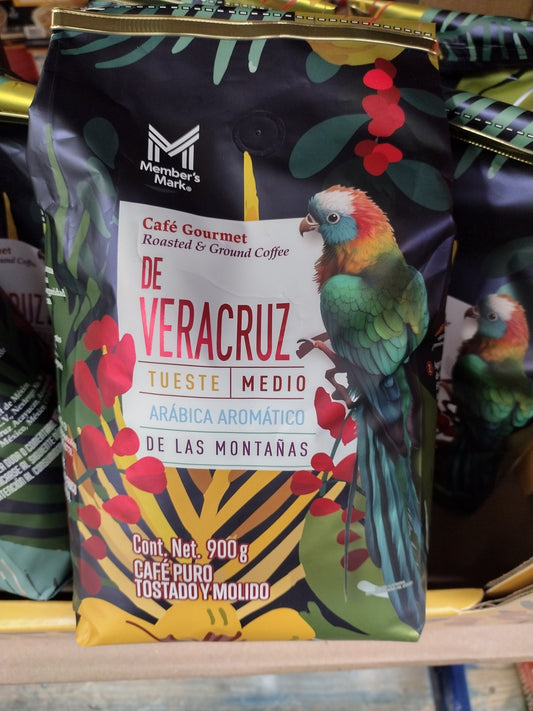 Member's
Mark®
Café Gourmet
Roasted & Ground Coffee
DE
VERACRUZ
TUESTE | MEDIO
ARÁBICA AROMÁTICO
DE LAS MONTAÑAS
Cont. Net. 900g
CAFÉ PURO
TOSTADO Y MOLIDO